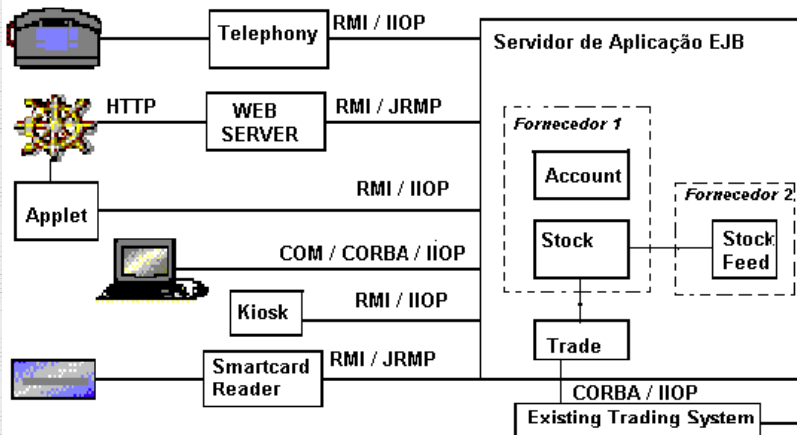 Telephony
RMI / IIOP
Servidor de Aplicação EJB
HTTP
WEB
SERVER
RMI / JRMP
Fornecedor 1
Account
Fornecedor 2
Applet
RMI / IIOP
Stock
Stock
Feed
COM / CORBA / IIOP
Kiosk
RMI / IIOP
Trade
Smartcard
Reader
RMI / JRMP
CORBA / IIOP
Existing Trading System